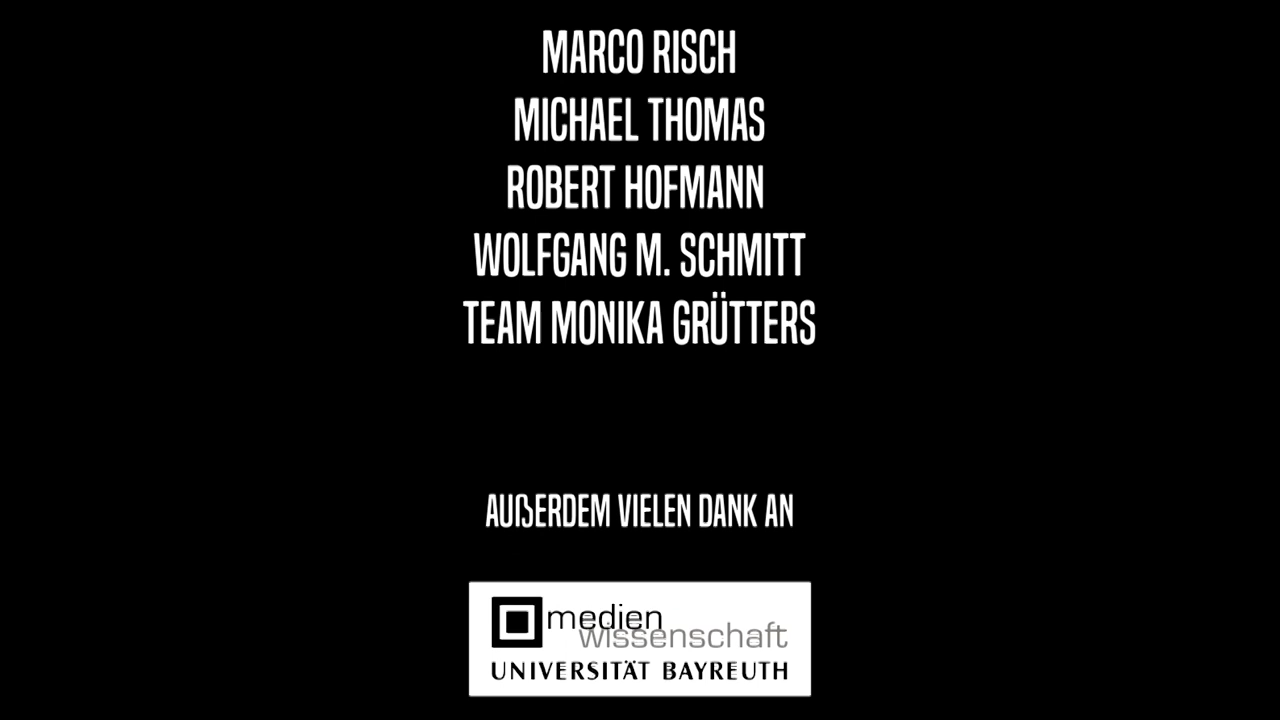 MARCO RISCH
MICHAEL THOMAS
ROBERT HOFMANN
WOLFGANG M. SCHMITT
TEAM MONIKA GRÜTTERS
AUßERDEM VIELEN DANK AN
medien
wissenschaft
UNIVERSITÄT BAYREUTH